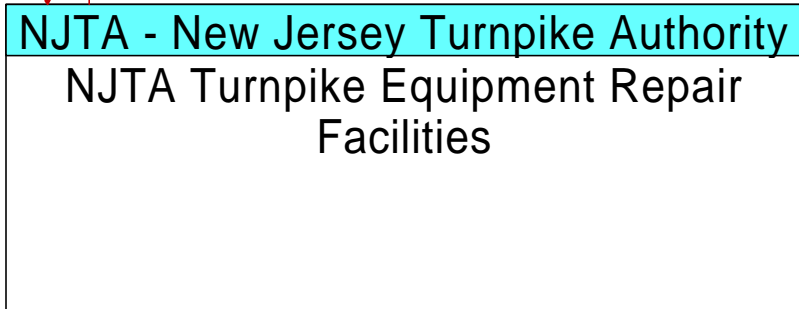 NJTA - New Jersey Turnpike Authority
NJTA Turnpike Equipment Repair
Facilities